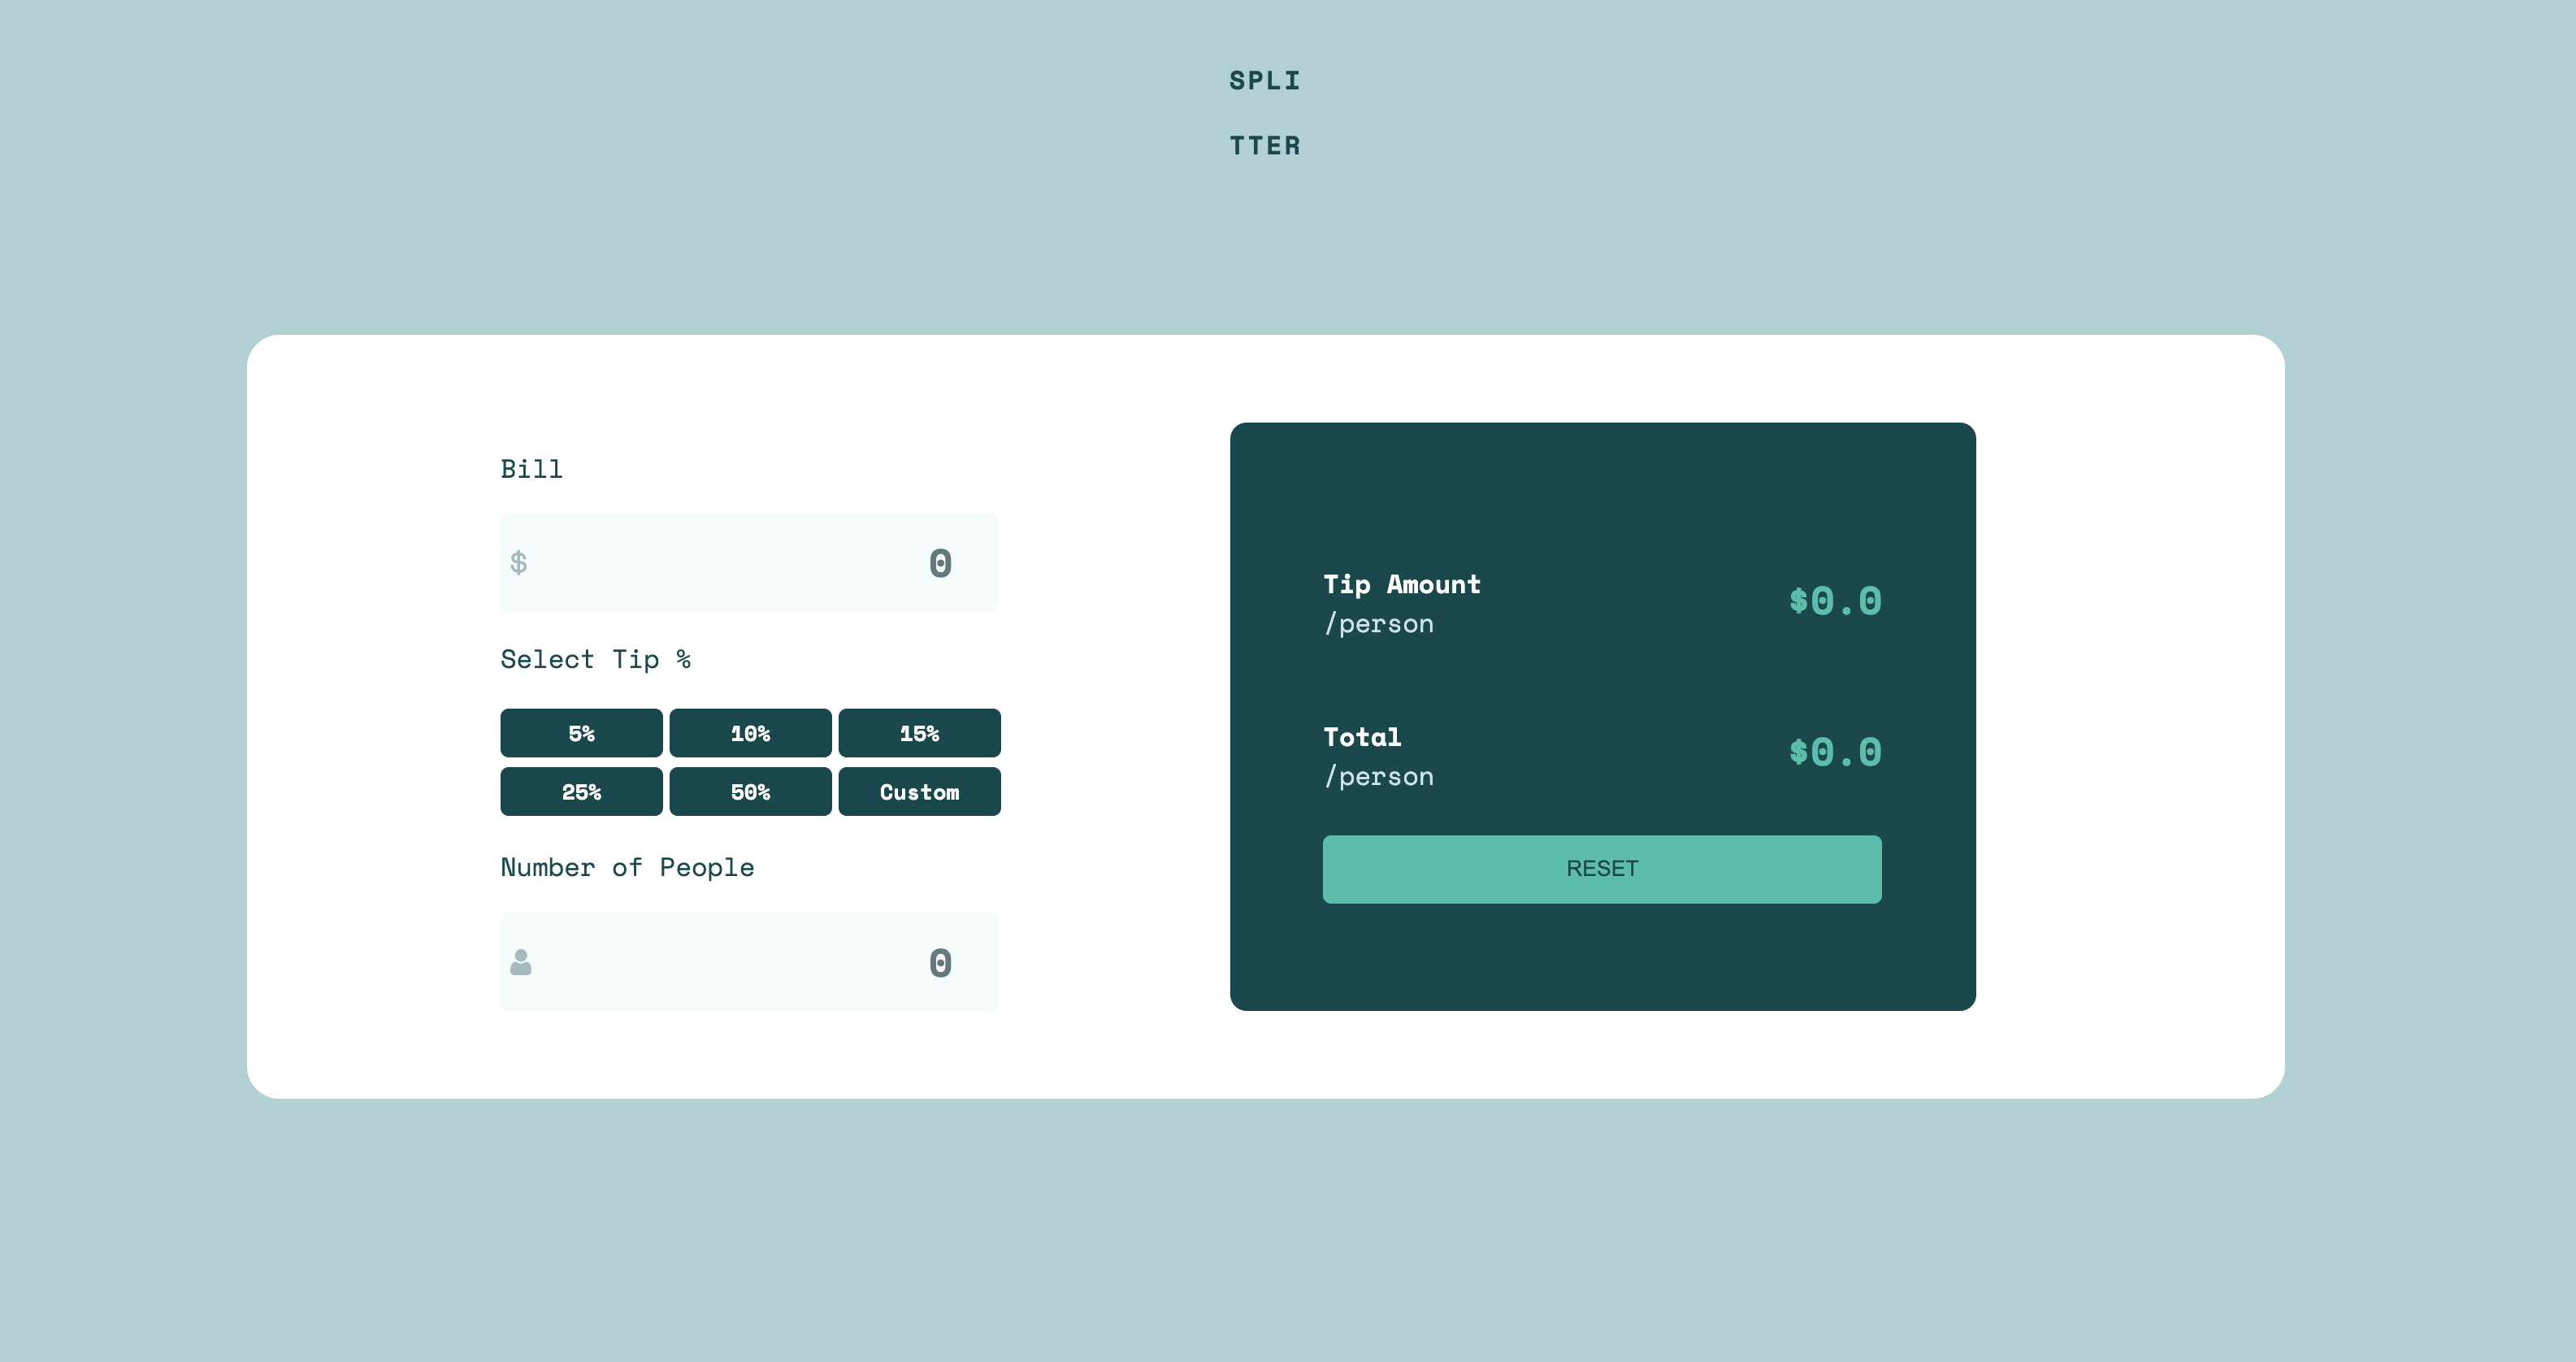 SPLI
TTER
Bill
$ 0
Select Tip %
5% 10% 15%
25% 50% Custom
Number of People
0
Tip Amount
/person
$0.0
Total
/person
$0.0
RESET